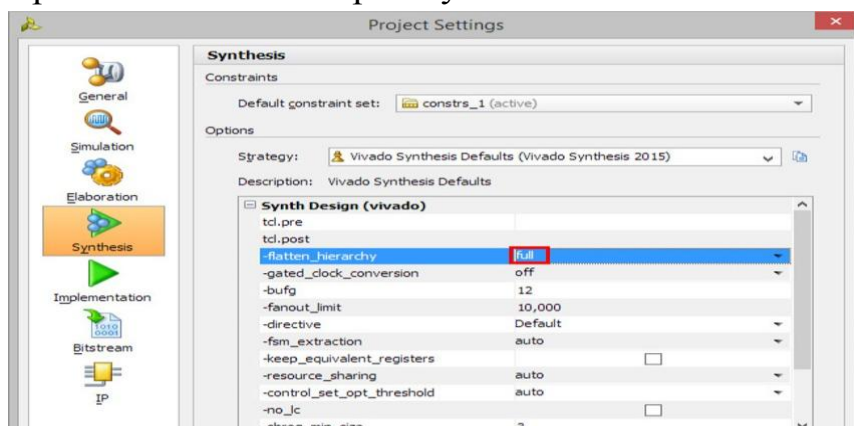 Project Settings
Synthesis
Constraints
Default constraint set: constrs_1 (active)
Options
Strategy: Vivado Synthesis Defaults (Vivado Synthesis 2015)
Description: Vivado Synthesis Defaults
Synth Design (vivado)
tcl.pre
tcl.post
-flatten_hierarchy full
-gated_clock_conversion off
-bufg 12
-fanout_limit 10,000
-directive Default
-fsm_extraction auto
-keep_equivalent_registers
-resource_sharing auto
-control_set_opt_threshold auto
-no_lc
General
Simulation
Elaboration
Synthesis
Implementation
Bitstream
IP